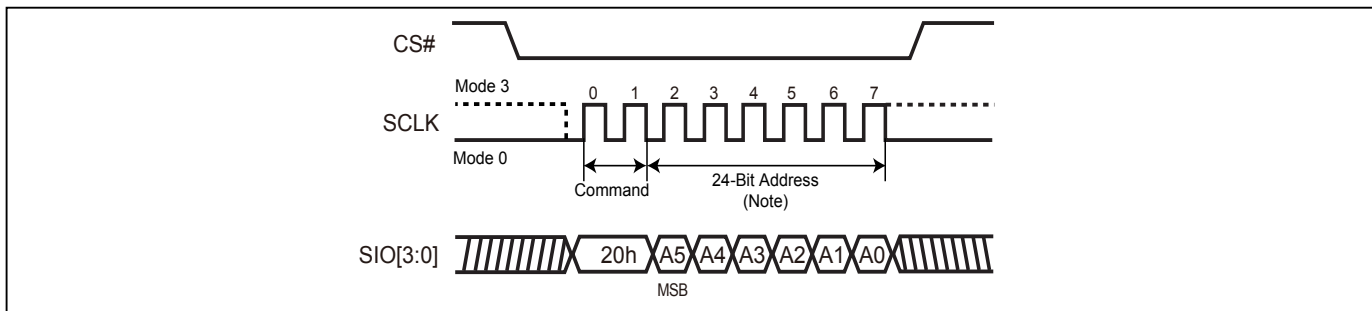 CS#
Mode 3
0 1 2 3 4 5 6 7
SCLK
Mode 0
Command
24-Bit Address
(Note)
SIO[3:0]
20h A5 A4 A3 A2 A1 A0
MSB